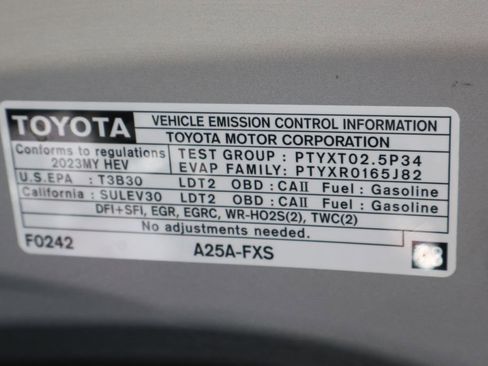 TOYOTA
VEHICLE EMISSION CONTROL INFORMATION
TOYOTA MOTOR CORPORATION
Conforms to regulations
2023MY HEV
TEST GROUP : PTYXT02.5P34
EVAP FAMILY: PTYXR0165J82
U.S.EPA : T3B30 LDT2 OBD : CAII Fuel : Gasoline
California : SULEV30 LDT2 OBD : CAII Fuel : Gasoline
DFI+SFI, EGR, EGRC, WR-HO2S(2), TWC(2)
No adjustments needed.
F0242 A25A-FXS